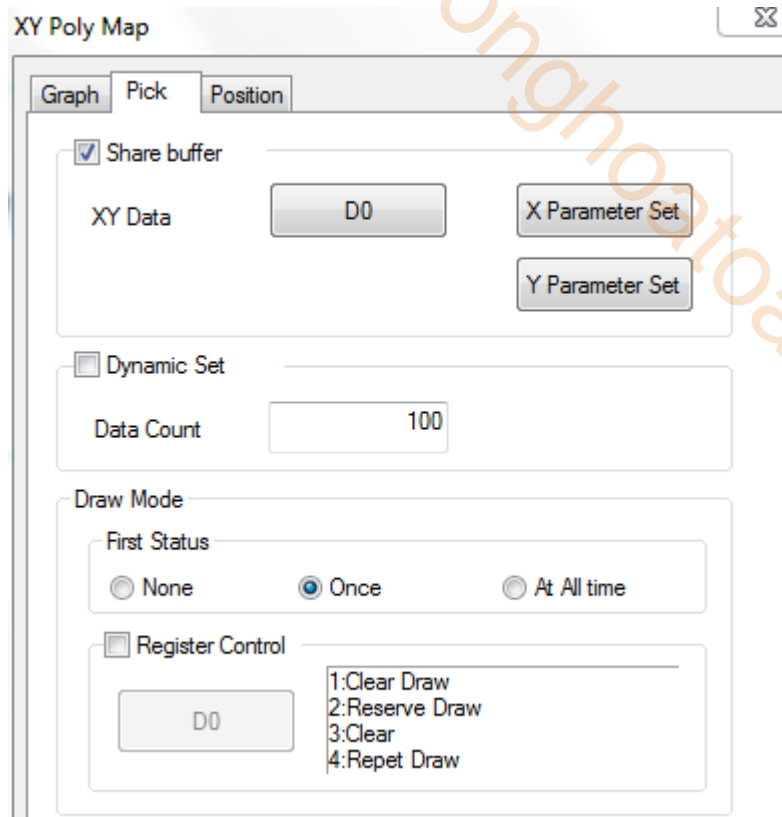 XY Poly Map
Graph Pick Position
Share buffer
XY Data D0 X Parameter Set
Y Parameter Set
Dynamic Set
Data Count 100
Draw Mode
First Status
None Once At All time
Register Control
D0
1:Clear Draw
2:Reserve Draw
3:Clear
4:Repet Draw
onghoatoa